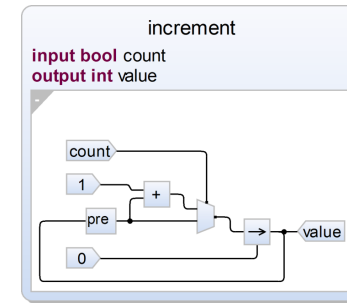 increment
input bool count
output int value
-
count
1
+
pre
→
value
0